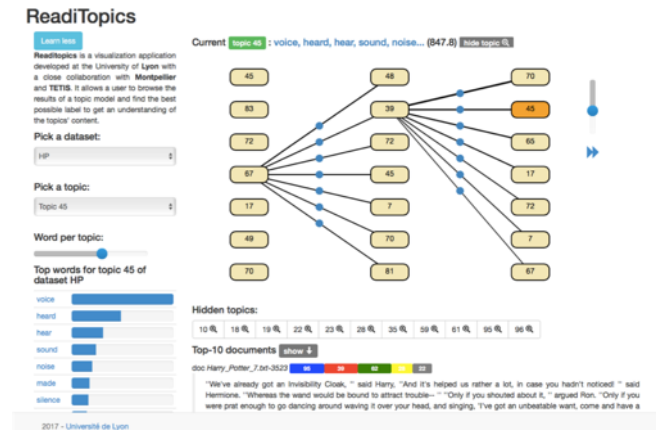 ReadiTopics
Learn less
Readitopics is a visualization application
developed at the University of Lyon with
a close collaboration with Montpellier
and TETIS. It allows a user to browse the
results of a topic model and find the best
possible label to get an understanding of
the topics' content.
Pick a dataset:
HP
Pick a topic:
Topic 45
Word per topic:
Top words for topic 45 of
dataset HP
voice
heard
hear
sound
noise
made
silence
Current topic 45 : voice, heard, hear, sound, noise... (847.8) hide topic
45 48 70
83 39 45
72 72 65
67 45 17
17 7 72
49 70 7
70 81 67
Hidden topics:
10 18 19 22 23 28 35 59 61 95 96
Top-10 documents show
doc Harry_Potter_7.txt-3523 95 39 62 22
"We've already got an Invisibility Cloak, " said Harry, "And it's helped us rather a lot, in case you hadn't noticed! " said
Hermione. "Whereas the wand would be bound to attract trouble-- " "Only if you shouted about it, " argued Ron. "Only if you
were prat enough to go dancing around waving it over your head, and singing, "I've got an unbeatable want, come and have a
2017 - Université de Lyon